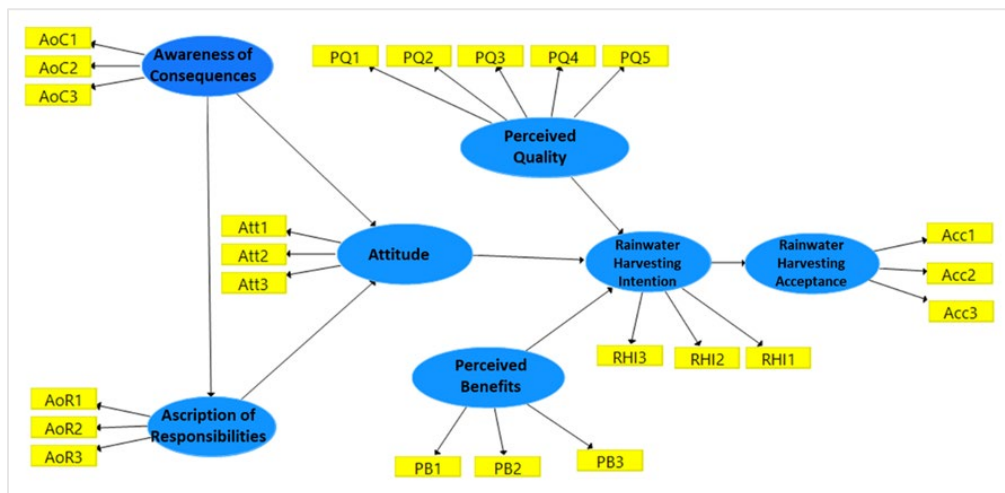 AoC1
AoC2
AoC3
Awareness of
Consequences
PQ1
PQ2
PQ3
PQ4
PQ5
Perceived
Quality
Att1
Att2
Att3
Attitude
Rainwater
Harvesting
Intention
Rainwater
Harvesting
Acceptance
Acc1
Acc2
Acc3
RHI3
RHI2
RHI1
Perceived
Benefits
AoR1
AoR2
AoR3
Ascription of
Responsibilities
PB1
PB2
PB3